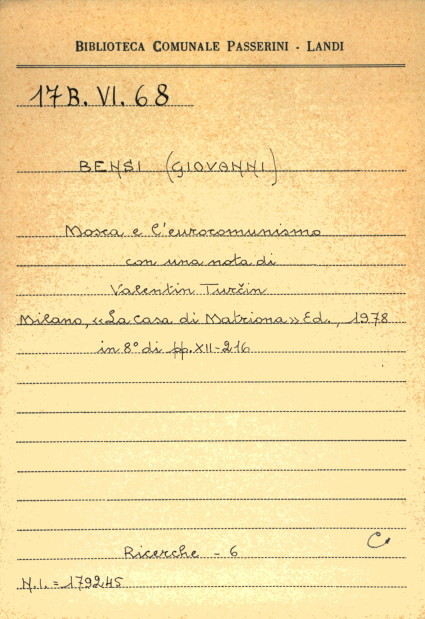 BIBLIOTECA COMUNALE PASSERINI - LANDI
17B. VI. 68
BENSI (GIOVANNI)
Mosca e l'eurocomunismo
con una nota di
Valentin Turčin
Milano, «La Casa di Matriona» Ed., 1978
in 8° di pp. XII-216
C
Ricerche - 6
N.I. = 179245